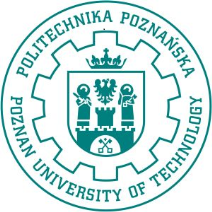 POLITECHNIKA POZNAŃSKA
POZNAN UNIVERSITY OF TECHNOLOGY